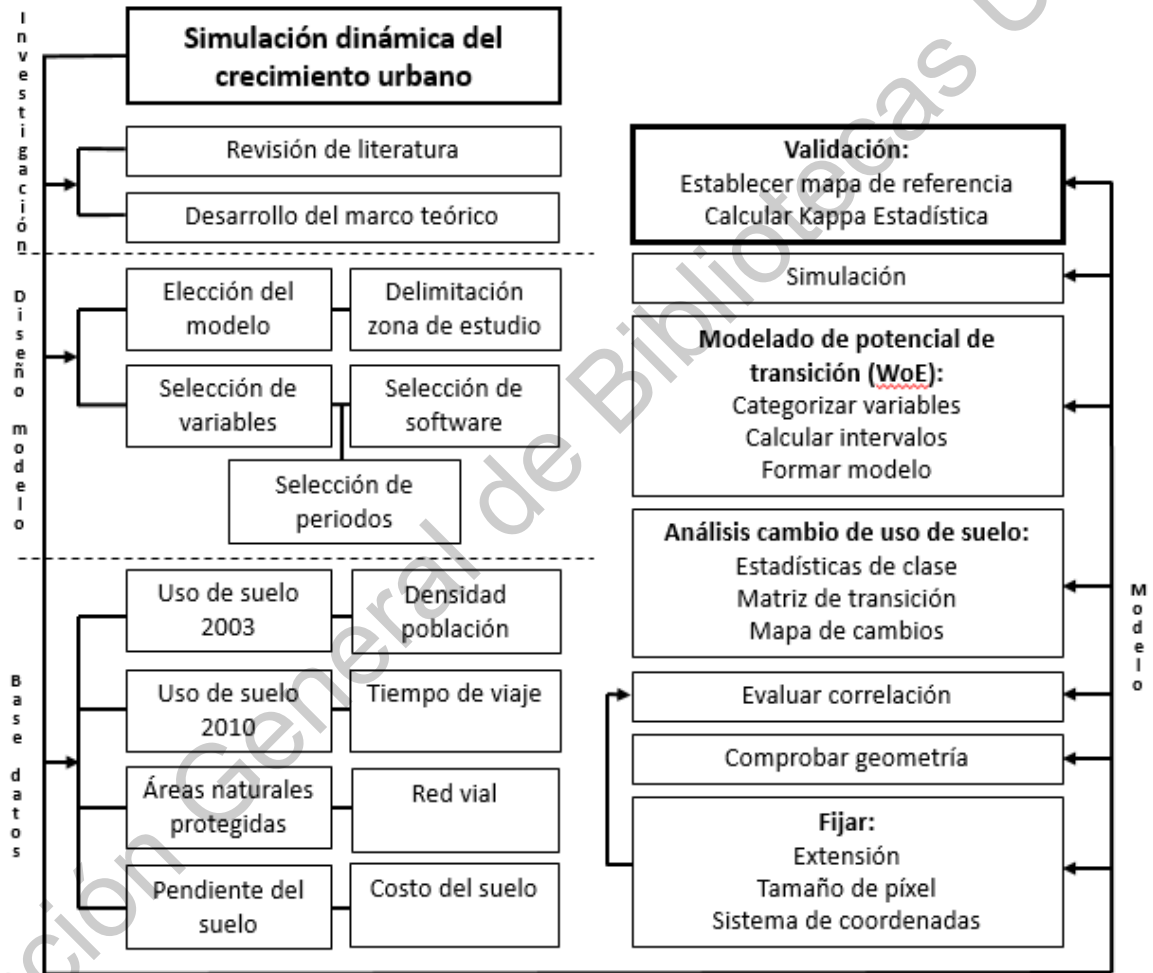 Investigación
Simulación dinámica del
crecimiento urbano
Revisión de literatura
Desarrollo del marco teórico
Diseño modelo
Elección del
modelo
Delimitación
zona de estudio
Selección de
variables
Selección de
software
Selección de
periodos
Base datos
Uso de suelo
2003
Densidad
población
Uso de suelo
2010
Tiempo de viaje
Áreas naturales
protegidas
Red vial
Pendiente del
suelo
Costo del suelo
Validación:
Establecer mapa de referencia
Calcular Kappa Estadística
Simulación
Modelado de potencial de
transición (WoE):
Categorizar variables
Calcular intervalos
Formar modelo
Análisis cambio de uso de suelo:
Estadísticas de clase
Matriz de transición
Mapa de cambios
Evaluar correlación
Comprobar geometría
Fijar:
Extensión
Tamaño de píxel
Sistema de coordenadas
Modelo
ción General de Bibliotecas U